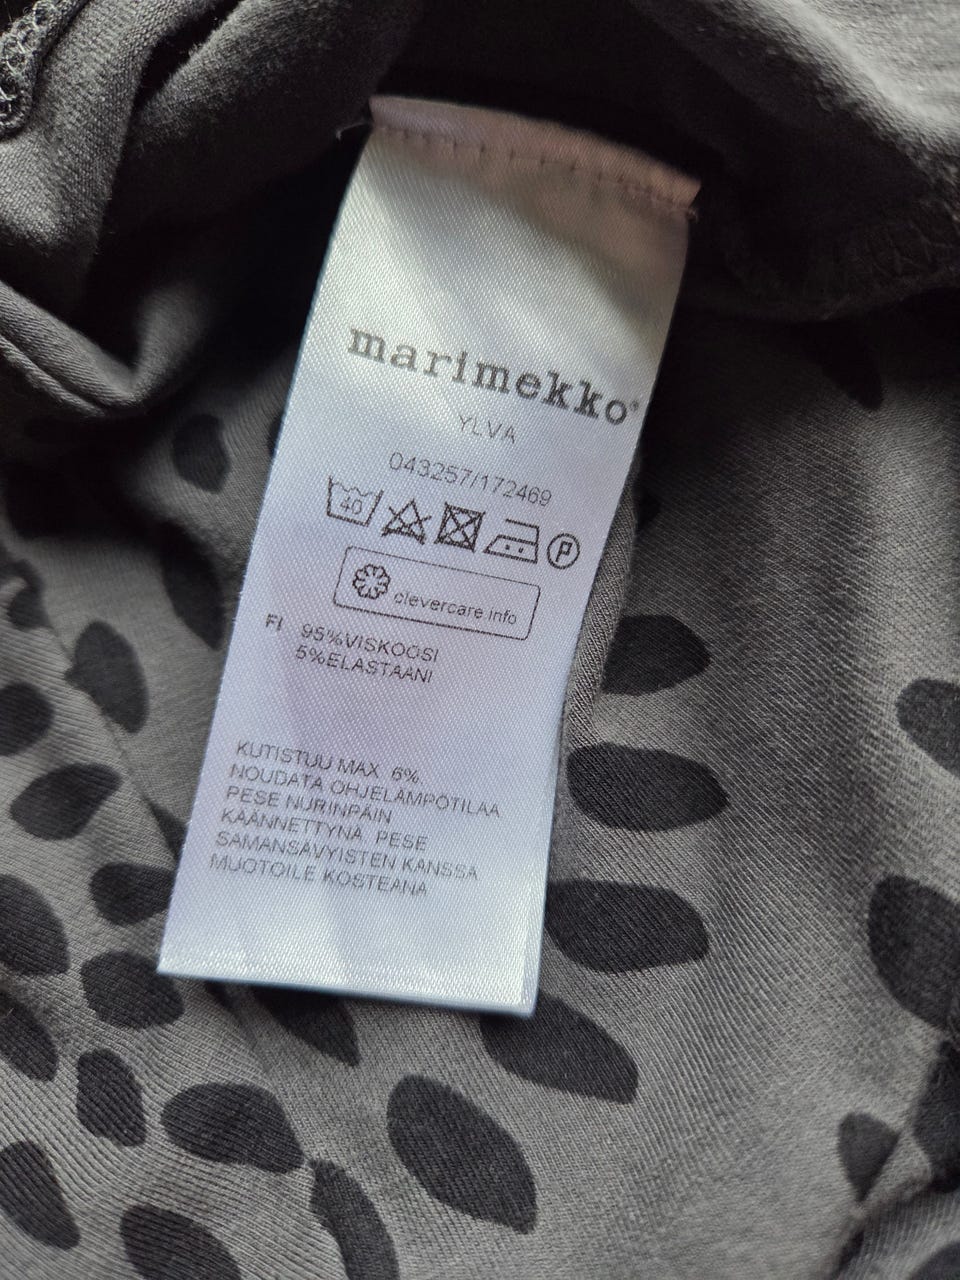 marimekko®
YLVA
043257/172469
40 P
clevercare.info
FI 95%VISKOOSI
5%ELASTAANI
KUTISTUU MAX. 6%.
NOUDATA OHJELÄMPÖTILAA
PESE NURINPÄIN
KÄÄNNETTYNÄ PESE
SAMANSÄVYISTEN KANSSA
MUOTOILE KOSTEANA